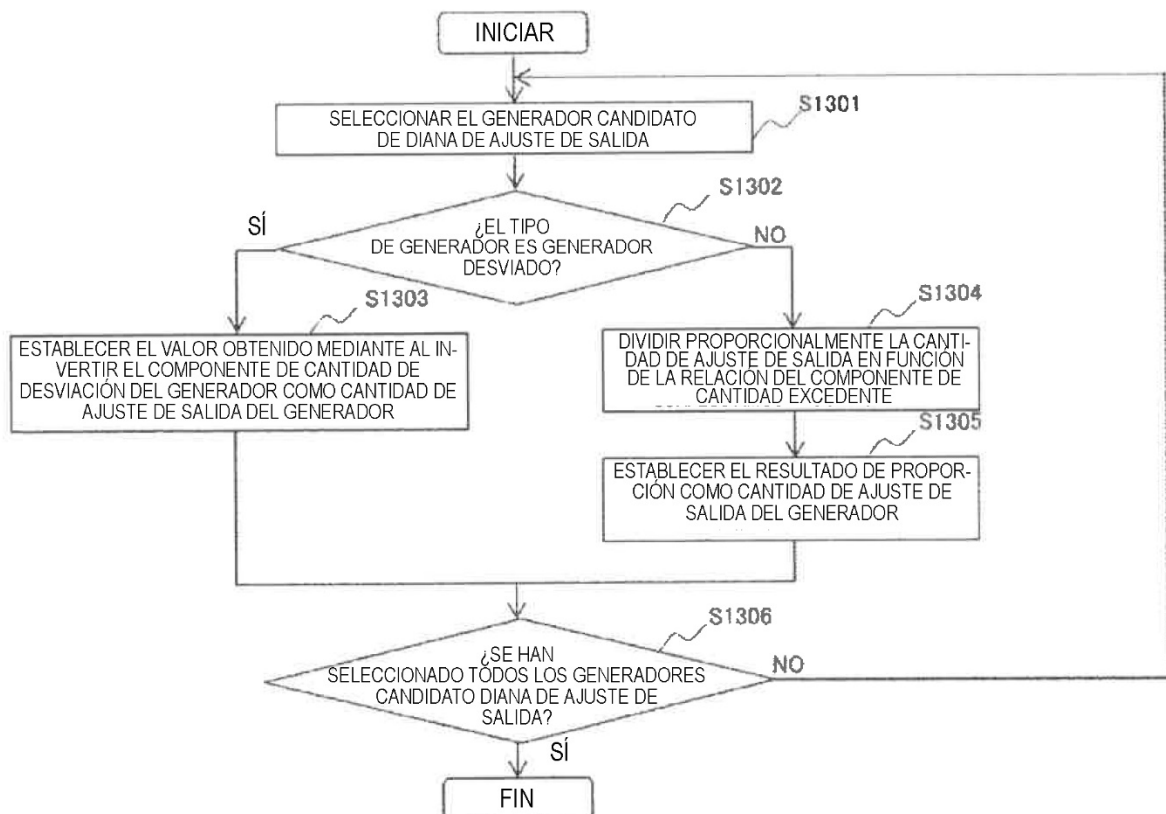 INICIAR
S1301
SELECCIONAR EL GENERADOR CANDIDATO
DE DIANA DE AJUSTE DE SALIDA
S1302
SÍ
NO
¿EL TIPO
DE GENERADOR ES GENERADOR
DESVIADO?
S1303
ESTABLECER EL VALOR OBTENIDO MEDIANTE AL IN-
VERTIR EL COMPONENTE DE CANTIDAD DE
DESVIACIÓN DEL GENERADOR COMO CANTIDAD DE
AJUSTE DE SALIDA DEL GENERADOR
S1304
DIVIDIR PROPORCIONALMENTE LA CANTI-
DAD DE AJUSTE DE SALIDA EN FUNCIÓN
DE LA RELACIÓN DEL COMPONENTE DE
CANTIDAD EXCEDENTE
S1305
ESTABLECER EL RESULTADO DE PROPOR-
CIÓN COMO CANTIDAD DE AJUSTE DE
SALIDA DEL GENERADOR
S1306
¿SE HAN
SELECCIONADO TODOS LOS GENERADORES
CANDIDATO DIANA DE AJUSTE DE
SALIDA?
NO
SÍ
FIN